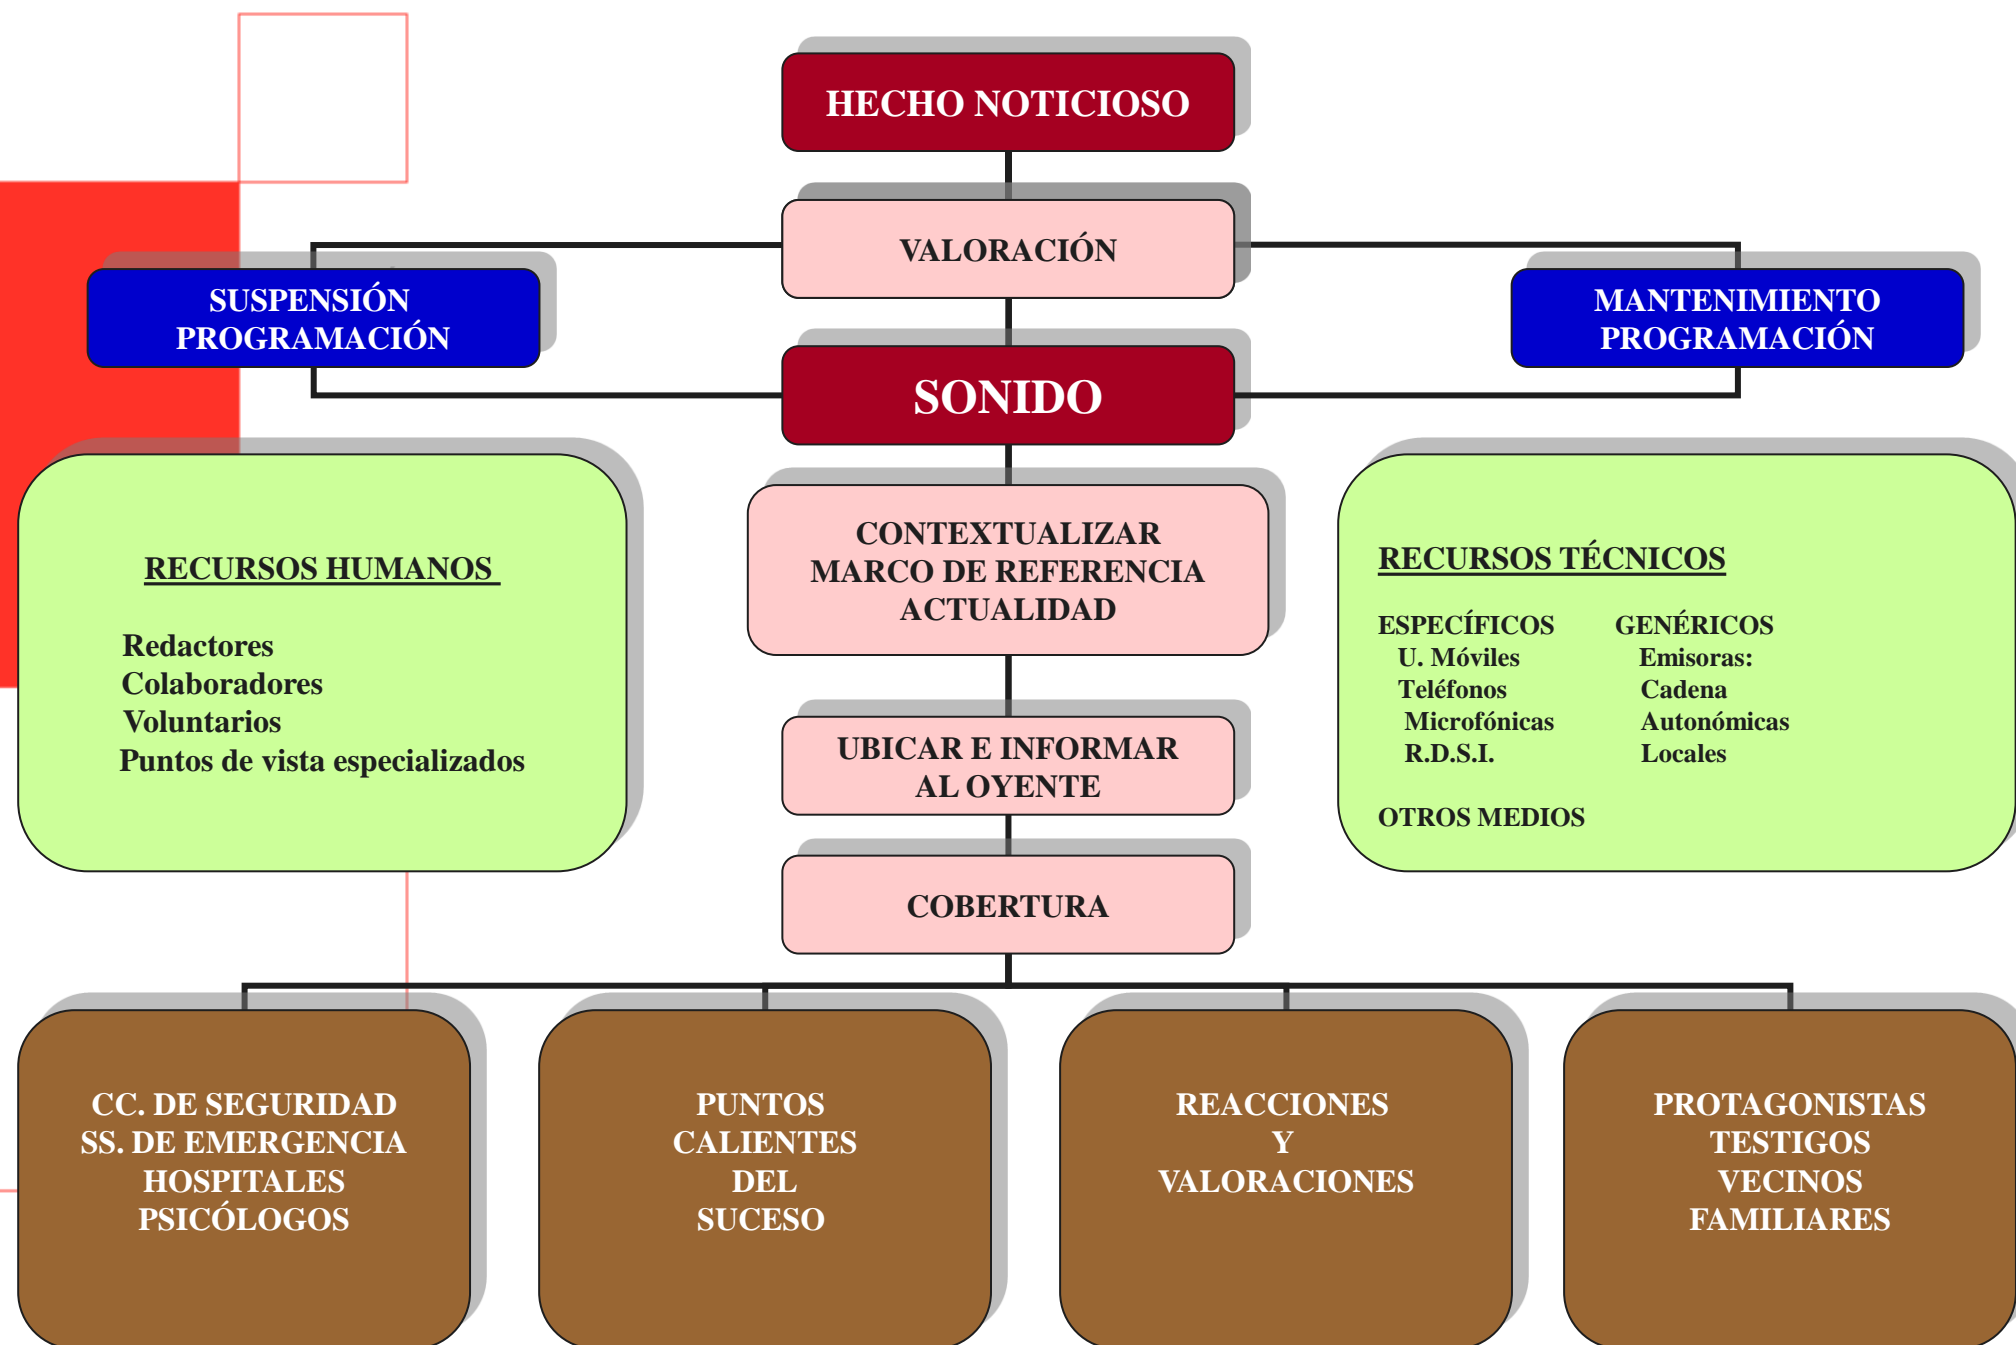 HECHO NOTICIOSO
VALORACIÓN
SUSPENSIÓN
PROGRAMACIÓN
MANTENIMIENTO
PROGRAMACIÓN
SONIDO
RECURSOS HUMANOS
Redactores
Colaboradores
Voluntarios
Puntos de vista especializados
CONTEXTUALIZAR
MARCO DE REFERENCIA
ACTUALIDAD
UBICAR E INFORMAR
AL OYENTE
COBERTURA
RECURSOS TÉCNICOS
ESPECÍFICOS GENÉRICOS
U. Móviles Emisoras:
Teléfonos Cadena
Microfónicas Autonómicas
R.D.S.I. Locales
OTROS MEDIOS
CC. DE SEGURIDAD
SS. DE EMERGENCIA
HOSPITALES
PSICÓLOGOS
PUNTOS
CALIENTES
DEL
SUCESO
REACCIONES
Y
VALORACIONES
PROTAGONISTAS
TESTIGOS
VECINOS
FAMILIARES